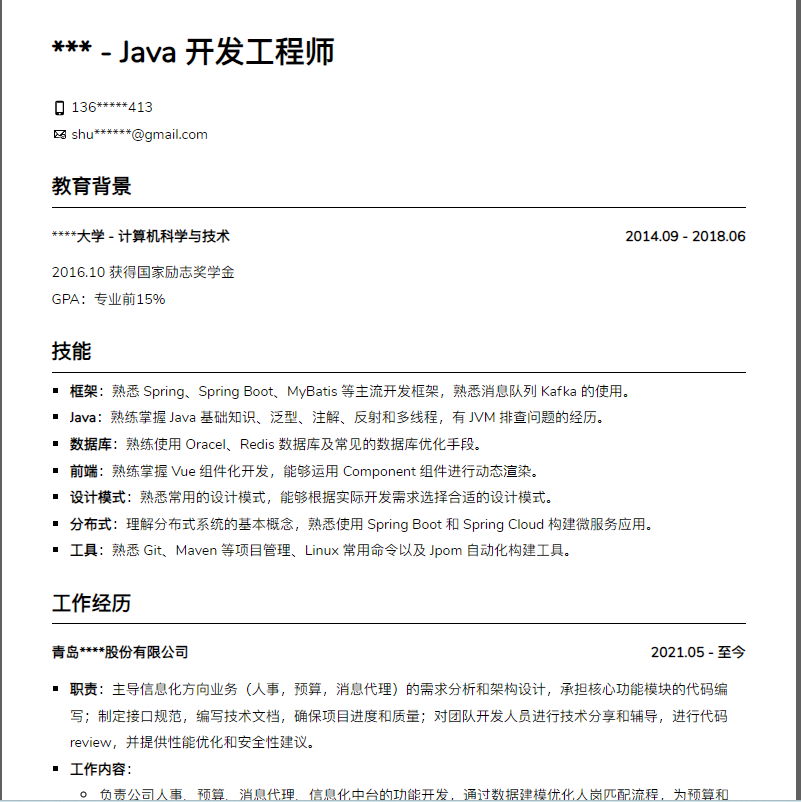 *** - Java 开发工程师
136*****413
shu******@gmail.com
教育背景
****大学 - 计算机科学与技术 2014.09 - 2018.06
2016.10 获得国家励志奖学金
GPA：专业前15%
技能
框架：熟悉 Spring、Spring Boot、MyBatis 等主流开发框架，熟悉消息队列 Kafka 的使用。
Java：熟练掌握 Java 基础知识、泛型、注解、反射和多线程，有 JVM 排查问题的经历。
数据库：熟练使用 Oracel、Redis 数据库及常见的数据库优化手段。
前端：熟练掌握 Vue 组件化开发，能够运用 Component 组件进行动态渲染。
设计模式：熟悉常用的设计模式，能够根据实际开发需求选择合适的设计模式。
分布式：理解分布式系统的基本概念，熟悉使用 Spring Boot 和 Spring Cloud 构建微服务应用。
工具：熟悉 Git、Maven 等项目管理、Linux 常用命令以及 Jpom 自动化构建工具。
工作经历
青岛****股份有限公司 2021.05 - 至今
职责：主导信息化方向业务（人事，预算，消息代理）的需求分析和架构设计，承担核心功能模块的代码编
写；制定接口规范，编写技术文档，确保项目进度和质量；对团队开发人员进行技术分享和辅导，进行代码
review，并提供性能优化和安全性建议。
工作内容：
负责公司人事、预算、消息代理、信息化中台的功能开发，通过数据建模优化人岗匹配流程，为预算和